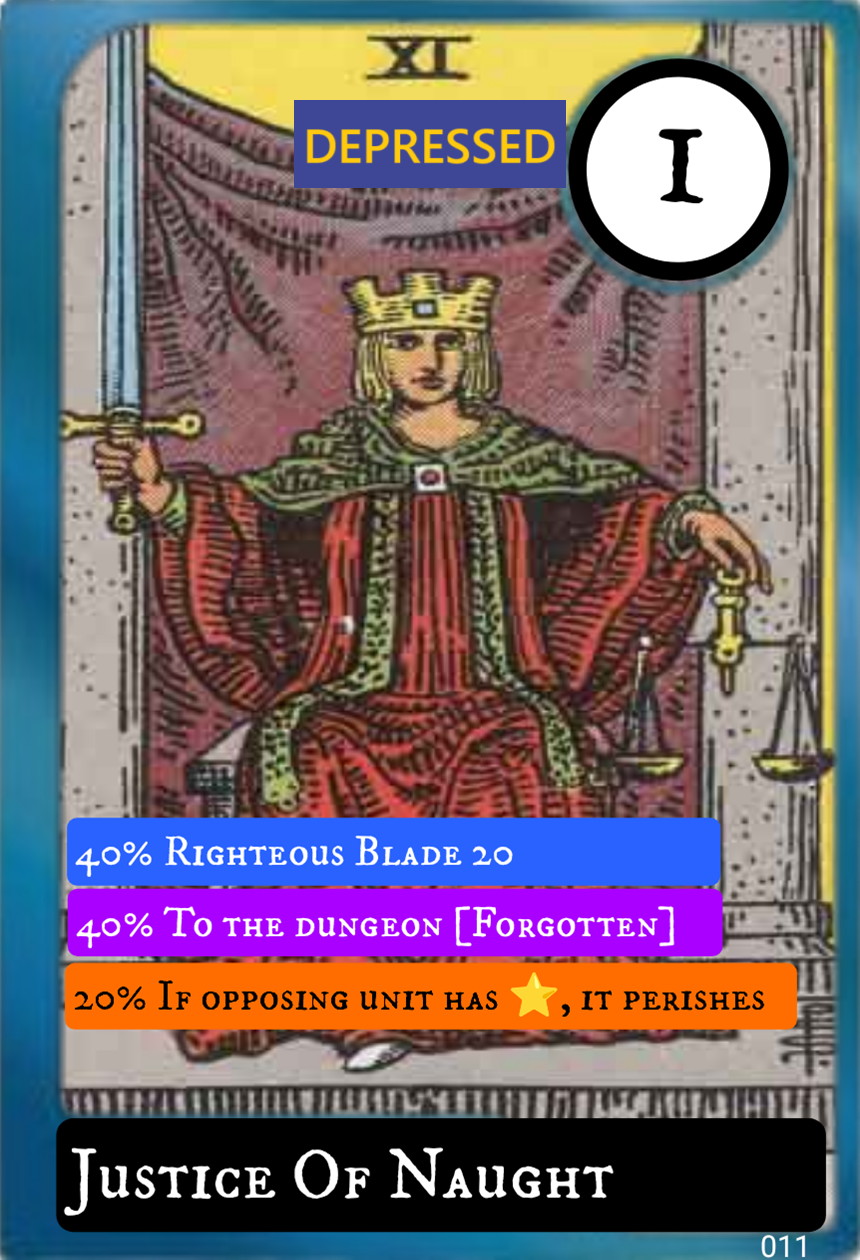 XI
DEPRESSED
I
40% Righteous Blade 20
40% To the dungeon [Forgotten]
20% If opposing unit has ⭐, it perishes
Justice Of Naught
011